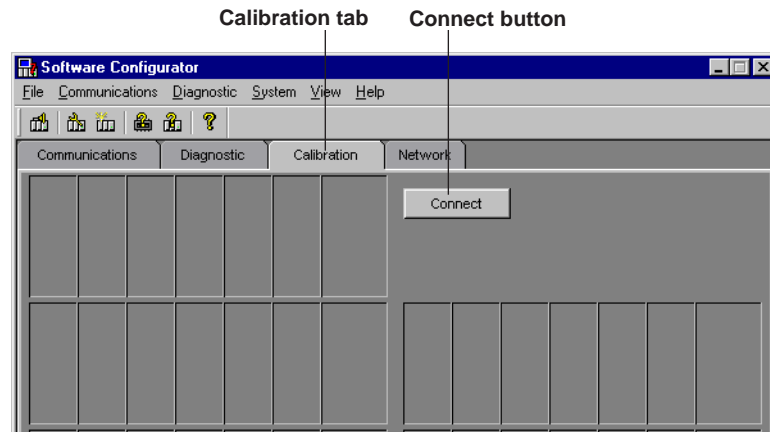 Calibration tab Connect button
Software Configurator
File Communications Diagnostic System View Help
Communications Diagnostic Calibration Network
Connect